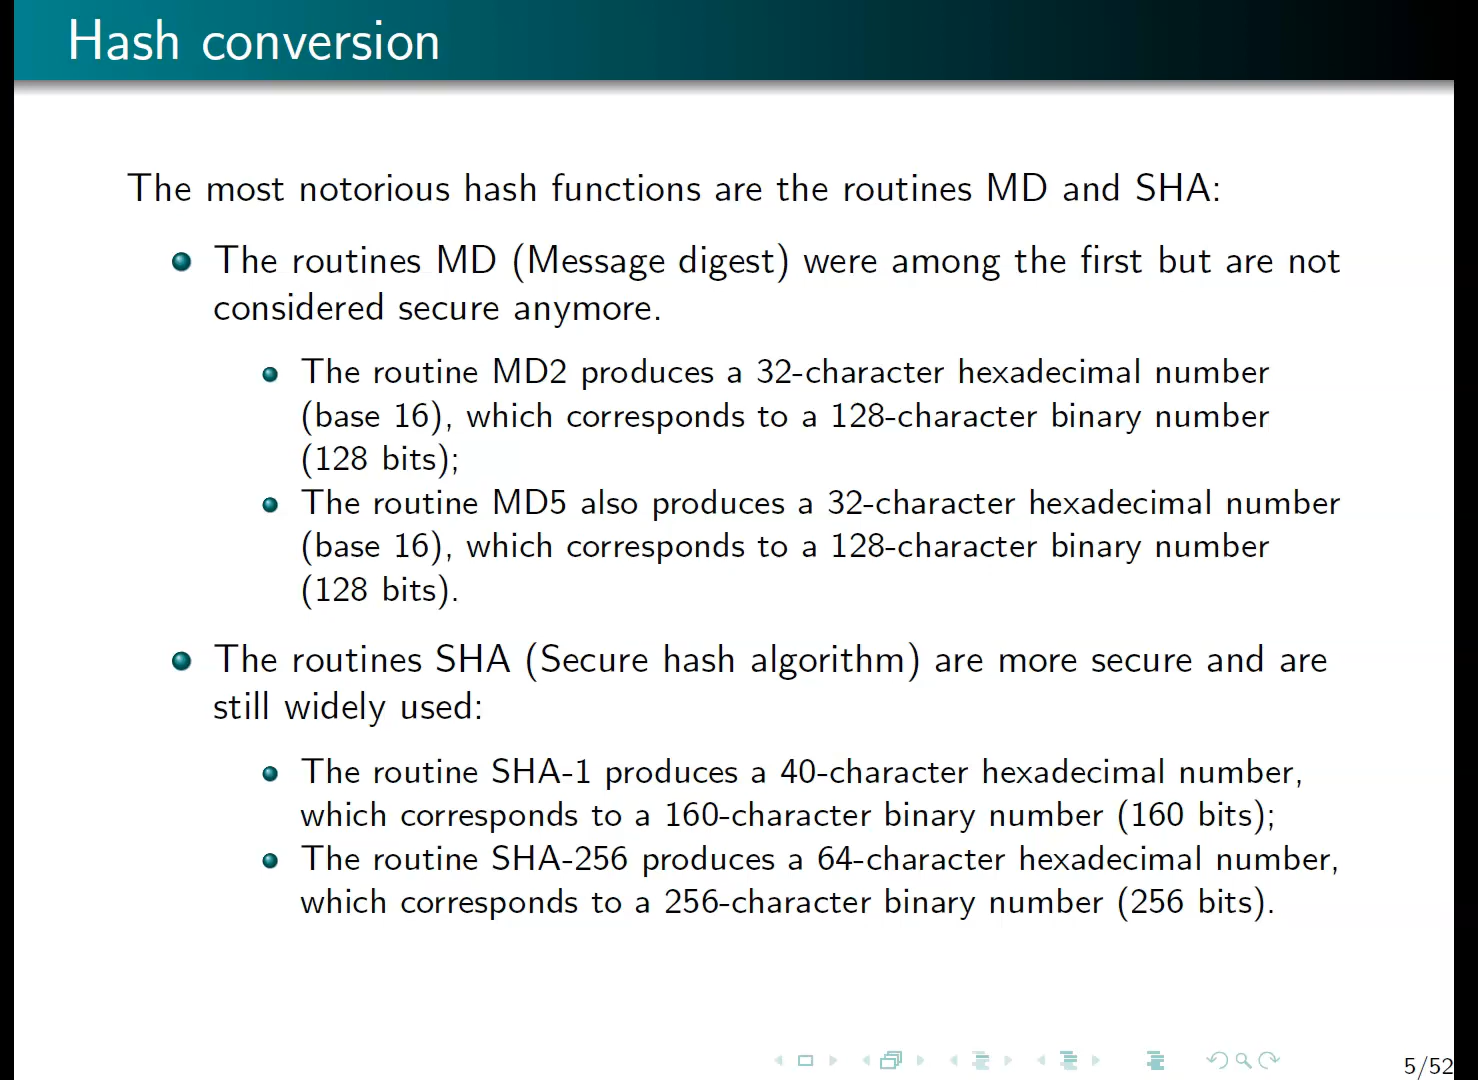 Hash conversion
The most notorious hash functions are the routines MD and SHA:
The routines MD (Message digest) were among the first but are not
considered secure anymore.
The routine MD2 produces a 32-character hexadecimal number
(base 16), which corresponds to a 128-character binary number
(128 bits);
The routine MD5 also produces a 32-character hexadecimal number
(base 16), which corresponds to a 128-character binary number
(128 bits).
The routines SHA (Secure hash algorithm) are more secure and are
still widely used:
The routine SHA-1 produces a 40-character hexadecimal number,
which corresponds to a 160-character binary number (160 bits);
The routine SHA-256 produces a 64-character hexadecimal number,
which corresponds to a 256-character binary number (256 bits).
5/52